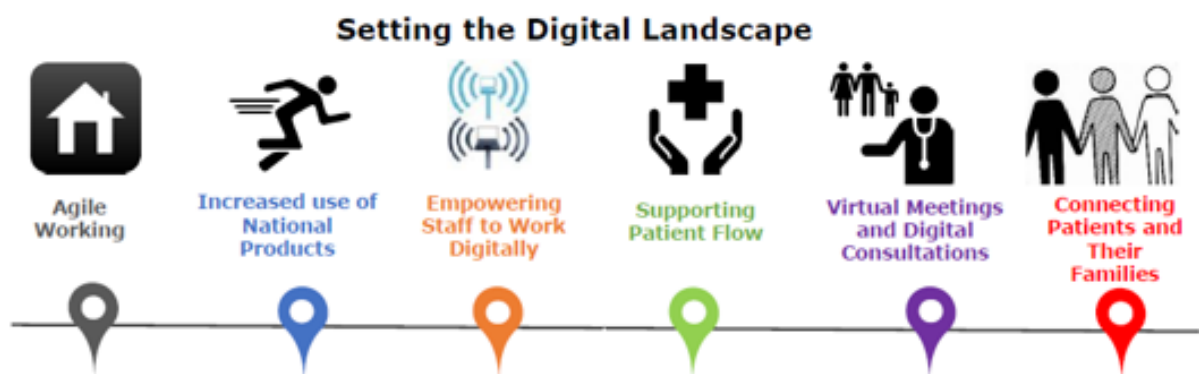 Setting the Digital Landscape
Agile
Working
Increased use of
National
Products
Empowering
Staff to Work
Digitally
Supporting
Patient Flow
Virtual Meetings
and Digital
Consultations
Connecting
Patients and
Their
Families